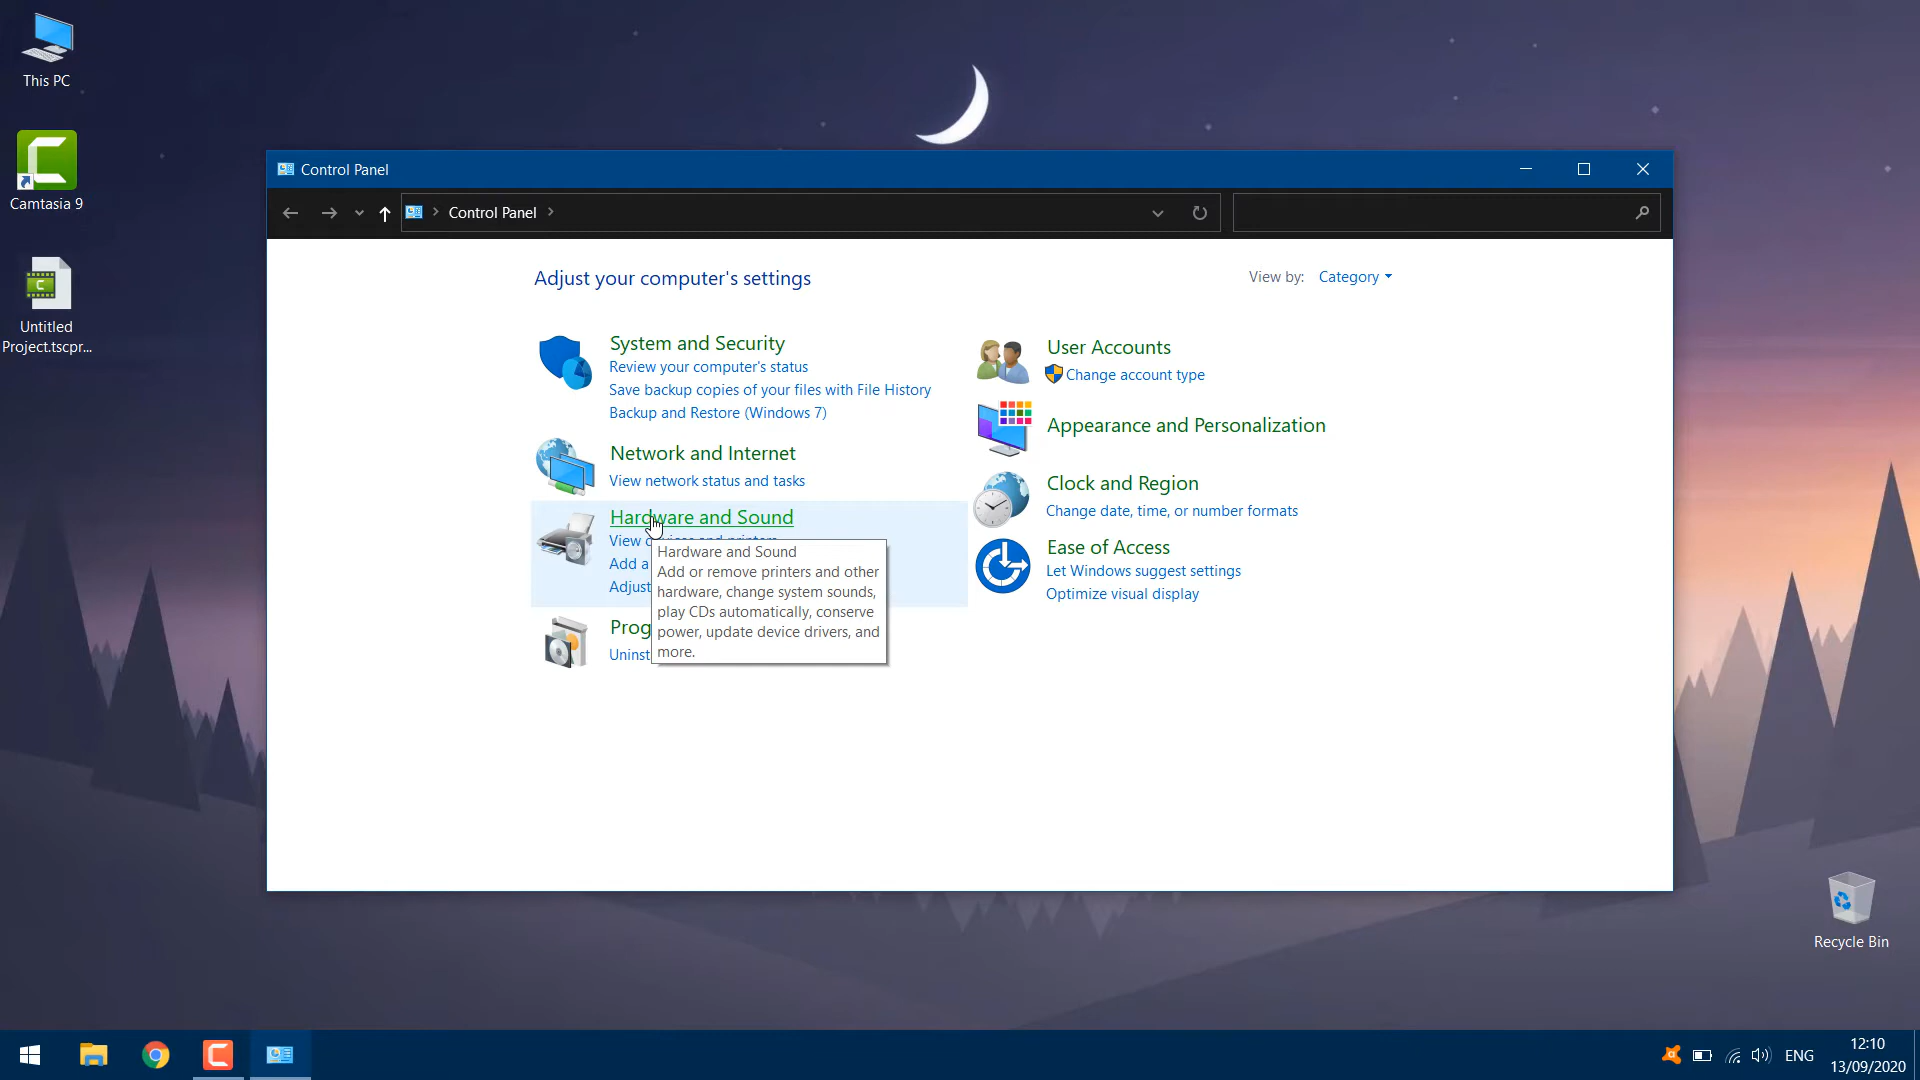 This PC
Camtasia 9
Untitled
Project.tscpr...
Control Panel
Control Panel
Adjust your computer's settings
View by: Category
System and Security
Review your computer's status
Save backup copies of your files with File History
Backup and Restore (Windows 7)
Network and Internet
View network status and tasks
Hardware and Sound
View devices and printers
Add a
Adjust
Hardware and Sound
Add or remove printers and other
hardware, change system sounds,
play CDs automatically, conserve
power, update device drivers, and
more.
Prog
Uninst
User Accounts
Change account type
Appearance and Personalization
Clock and Region
Change date, time, or number formats
Ease of Access
Let Windows suggest settings
Optimize visual display
Recycle Bin
ENG
12:10
13/09/2020